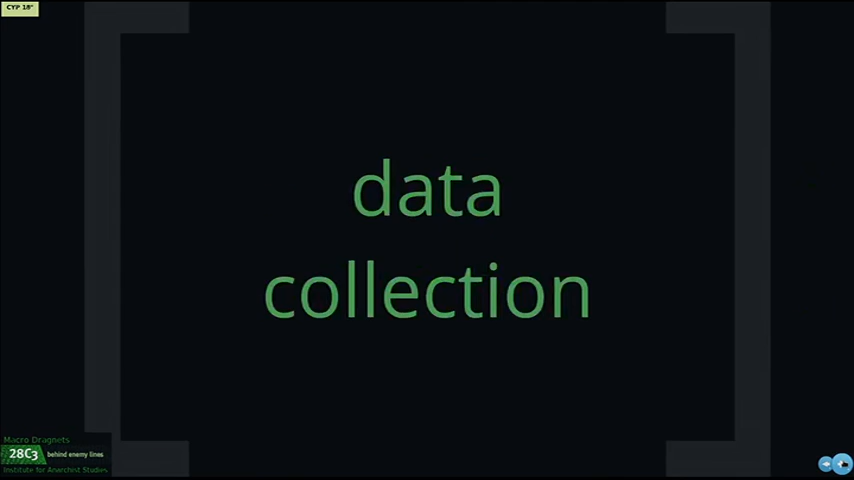 CYP 18"
data
collection
Macro Dragnets
28C3 behind enemy lines
Institute for Anarchist Studies